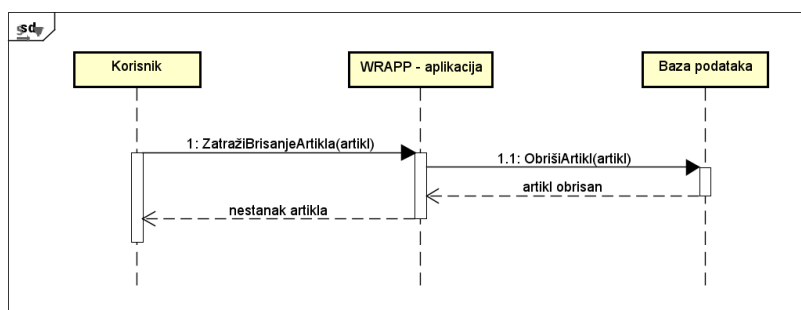 sd
Korisnik
WRAPP - aplikacija
Baza podataka
1: ZatražiBrisanjeArtikla(artikl)
1.1: ObrišiArtikl(artikl)
artikl obrisan
nestanak artikla